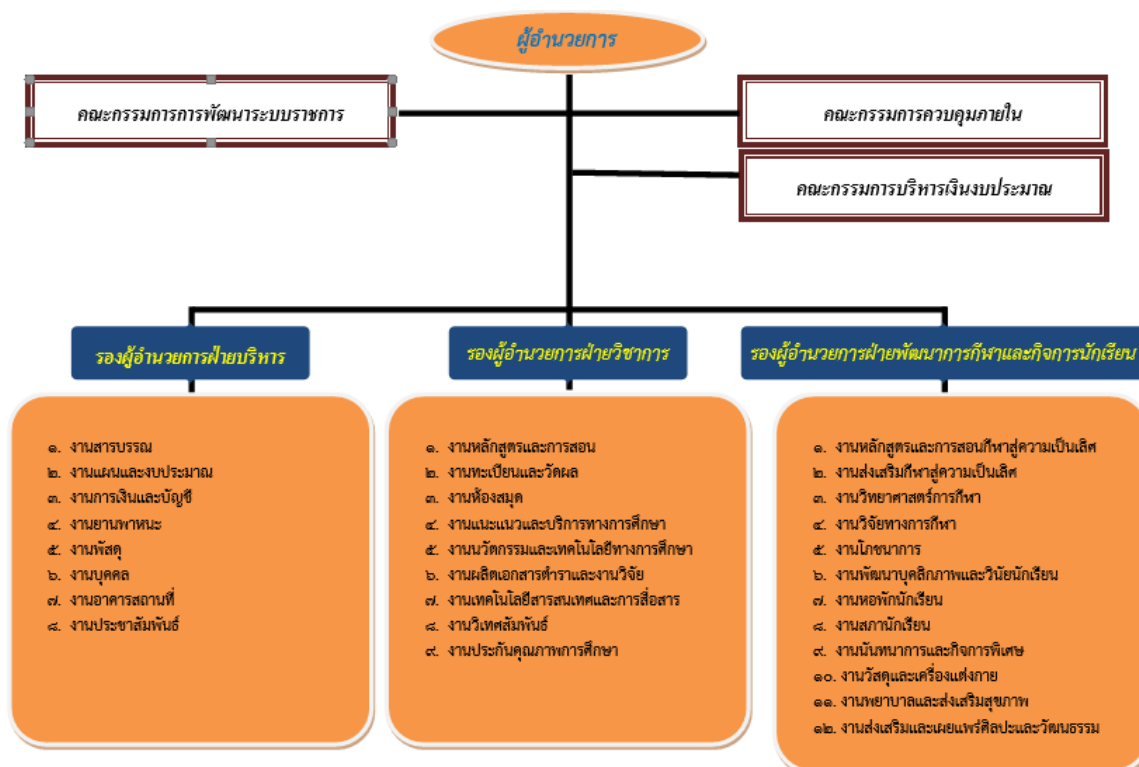 ผู้อำนวยการ
คณะกรรมการการพัฒนาระบบราชการ
คณะกรรมการควบคุมภายใน
คณะกรรมการบริหารเงินงบประมาณ
รองผู้อำนวยการฝ่ายบริหาร
๑. งานสารบรรณ
๒. งานแผนและงบประมาณ
๓. งานการเงินและบัญชี
๔. งานยานพาหนะ
๕. งานพัสดุ
๖. งานบุคคล
๗. งานอาคารสถานที่
๘. งานประชาสัมพันธ์
รองผู้อำนวยการฝ่ายวิชาการ
๑. งานหลักสูตรและการสอน
๒. งานทะเบียนและวัดผล
๓. งานห้องสมุด
๔. งานแนะแนวและบริการทางการศึกษา
๕. งานนวัตกรรมและเทคโนโลยีทางการศึกษา
๖. งานผลิตเอกสารตำราและงานวิจัย
๗. งานเทคโนโลยีสารสนเทศและการสื่อสาร
๘. งานวิเทศสัมพันธ์
๙. งานประกันคุณภาพการศึกษา
รองผู้อำนวยการฝ่ายพัฒนาการกีฬาและกิจการนักเรียน
๑. งานหลักสูตรและการสอนกีฬาสู่ความเป็นเลิศ
๒. งานส่งเสริมกีฬาสู่ความเป็นเลิศ
๓. งานวิทยาศาสตร์การกีฬา
๔. งานวิจัยทางการกีฬา
๕. งานโภชนาการ
๖. งานพัฒนาบุคลิกภาพและวินัยนักเรียน
๗. งานหอพักนักเรียน
๘. งานสภานักเรียน
๙. งานนันทนาการและกิจการพิเศษ
๑๐. งานวัสดุและเครื่องแต่งกาย
๑๑. งานพยาบาลและส่งเสริมสุขภาพ
๑๒. งานส่งเสริมและเผยแพร่ศิลปะและวัฒนธรรม